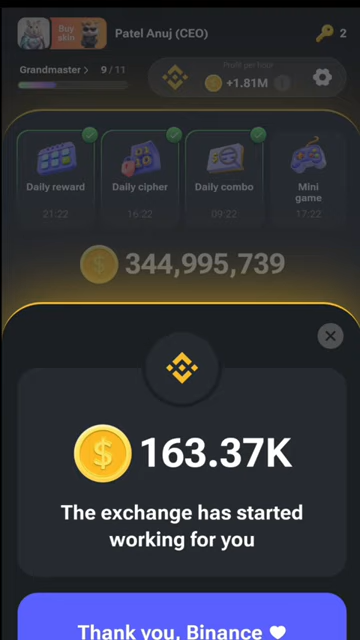 Buy
skin
Patel Anuj (CEO)
2
Grandmaster >
9 / 11
Profit per hour
+1.81M
Daily reward
Daily cipher
Daily combo
Mini
game
21:22
16:22
09:22
17:22
344,995,739
163.37K
The exchange has started
working for you
Thank you, Binance 🤍